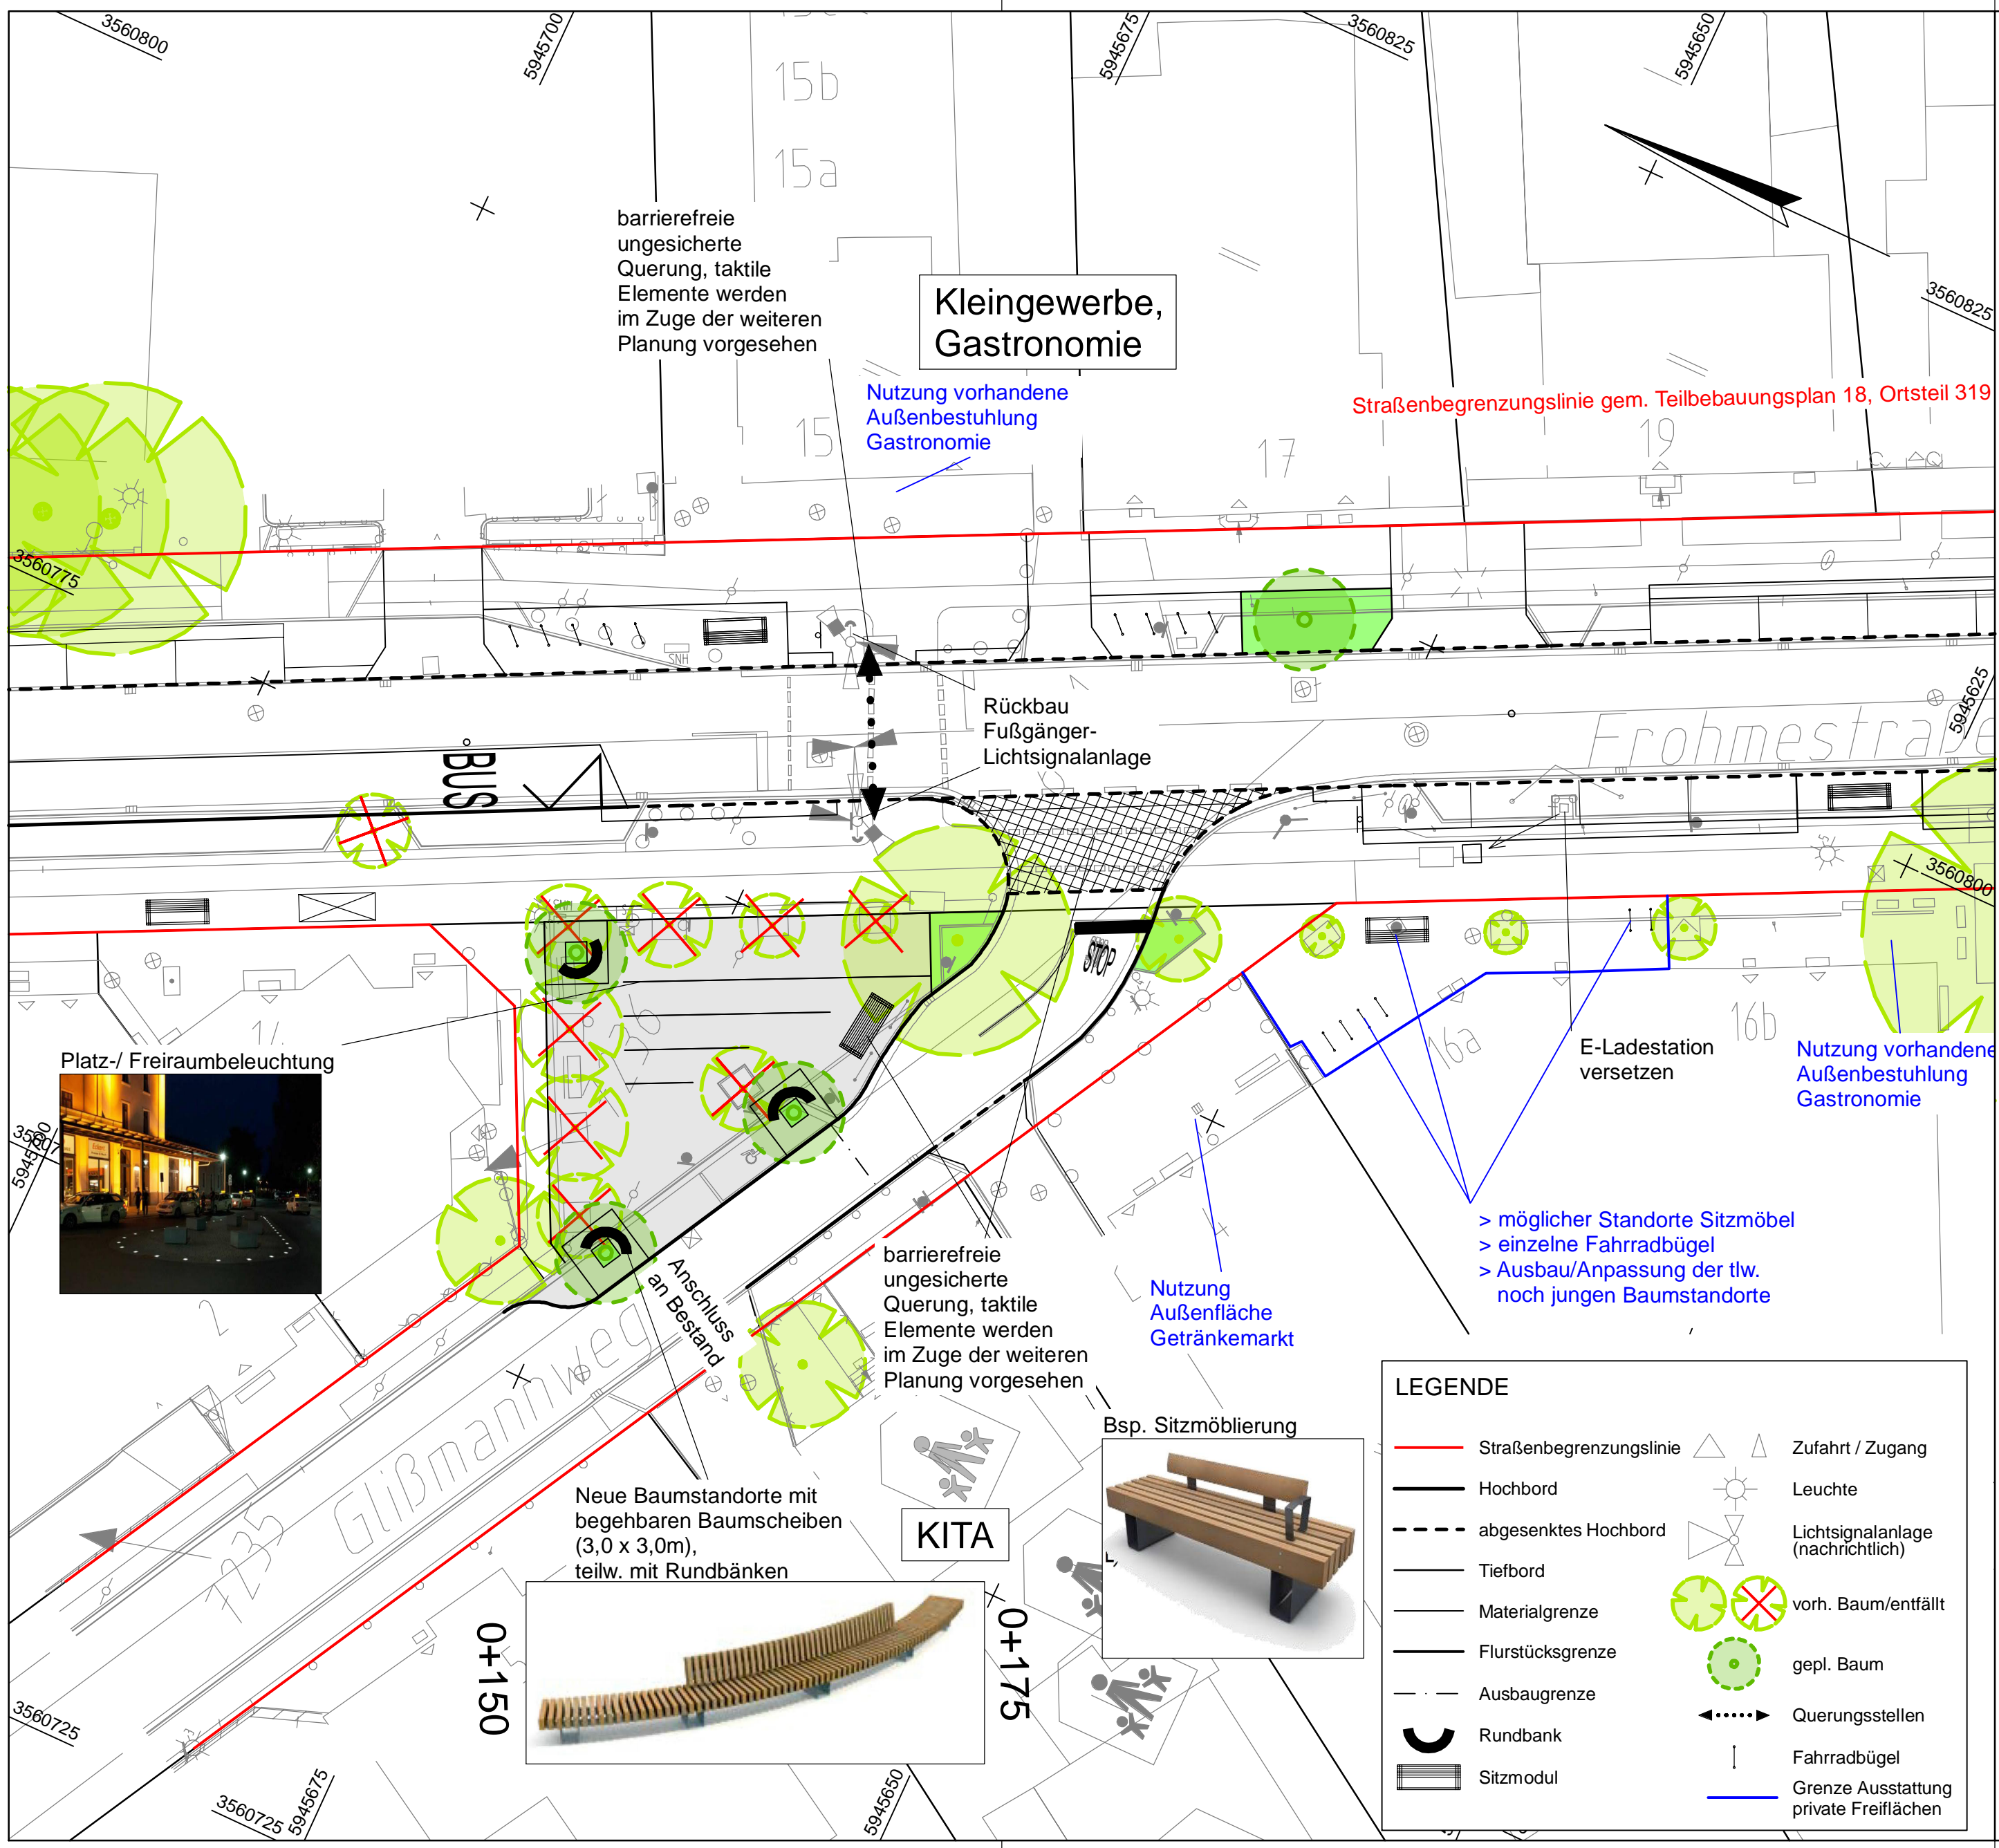 3560800
5945700
5945675
3560825
5945650
15b
15a
barrierefreie
ungesicherte
Querung, taktile
Elemente werden
im Zuge der weiteren
Planung vorgesehen
Kleingewerbe,
Gastronomie
3560825
Nutzung vorhandene
Außenbestuhlung
Gastronomie
Straßenbegrenzungslinie gem. Teilbebauungsplan 18, Ortsteil 319
15
17
19
3560775
SNH
Rückbau
Fußgänger-
Lichtsignalanlage
Frohmestraße
5945625
BUS
3560800
STOP
16a
16b
Platz-/ Freiraumbeleuchtung
E-Ladestation
versetzen
Nutzung vorhandene
Außenbestuhlung
Gastronomie
> möglicher Standorte Sitzmöbel
> einzelne Fahrradbügel
> Ausbau/Anpassung der tlw.
noch jungen Baumstandorte
Anschluss
an Bestand
barrierefreie
ungesicherte
Querung, taktile
Elemente werden
im Zuge der weiteren
Planung vorgesehen
Nutzung
Außenfläche
Getränkemarkt
2
Glißmannweg
7235
Neue Baumstandorte mit
begehbaren Baumscheiben
(3,0 x 3,0m),
teilw. mit Rundbänken
KITA
Bsp. Sitzmöblierung
0+150
0+175
3560725
3560725
5945675
5945650
LEGENDE
Straßenbegrenzungslinie
Hochbord
abgesenktes Hochbord
Tiefbord
Materialgrenze
Flurstücksgrenze
Ausbaugrenze
Rundbank
Sitzmodul
Zufahrt / Zugang
Leuchte
Lichtsignalanlage
(nachrichtlich)
vorh. Baum/entfällt
gepl. Baum
Querungsstellen
Fahrradbügel
Grenze Ausstattung
private Freiflächen